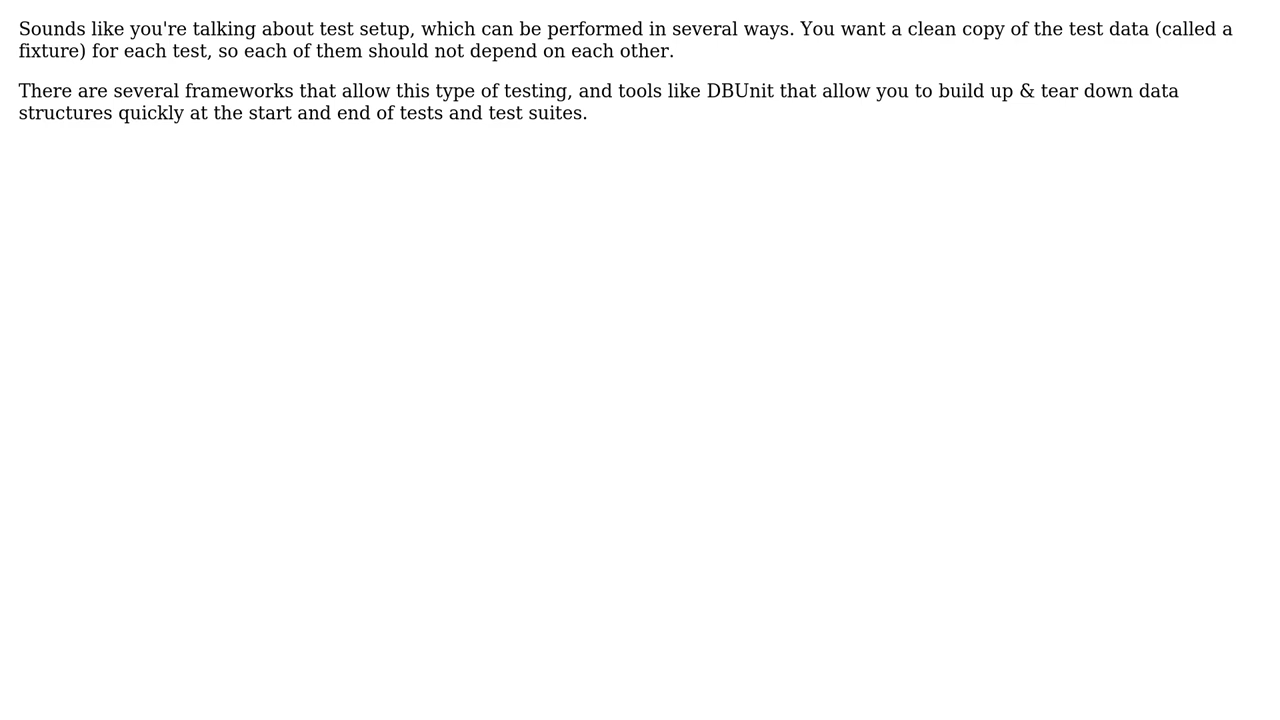 Sounds like you're talking about test setup, which can be performed in several ways. You want a clean copy of the test data (called a
fixture) for each test, so each of them should not depend on each other.
There are several frameworks that allow this type of testing, and tools like DBUnit that allow you to build up & tear down data
structures quickly at the start and end of tests and test suites.